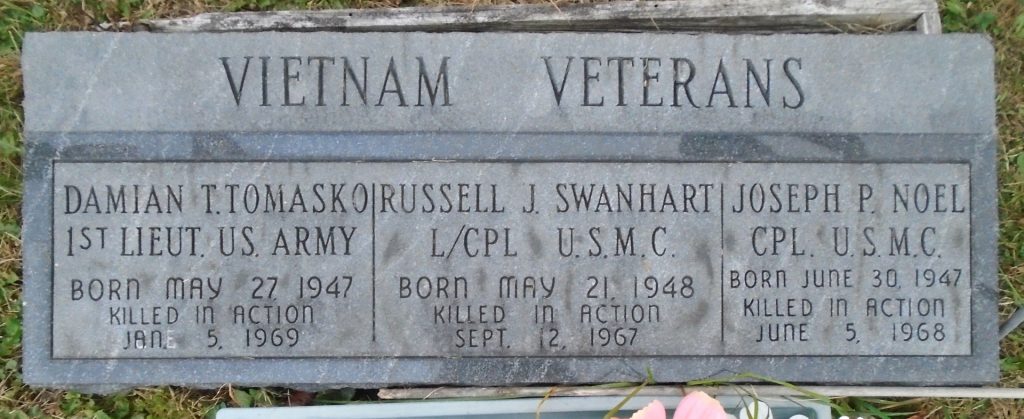 VIETNAM VETERANS
DAMIAN T. TOMASKO
1ST LIEUT. U.S. ARMY
BORN MAY 27, 1947
KILLED IN ACTION
JAN. 5, 1969
RUSSELL J. SWANHART
L/CPL U.S.M.C.
BORN MAY 21, 1948
KILLED IN ACTION
SEPT. 12, 1967
JOSEPH P. NOEL
CPL. U.S.M.C.
BORN JUNE 30, 1947
KILLED IN ACTION
JUNE 5, 1968